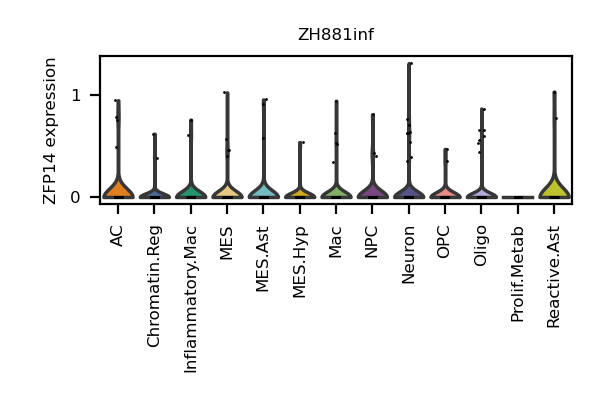 ZH881inf
ZFP14 expression
1
0
AC
Chromatin.Reg
Inflammatory.Mac
MES
MES.Ast
MES.Hyp
Mac
NPC
Neuron
OPC
Oligo
Prolif.Metab
Reactive.Ast